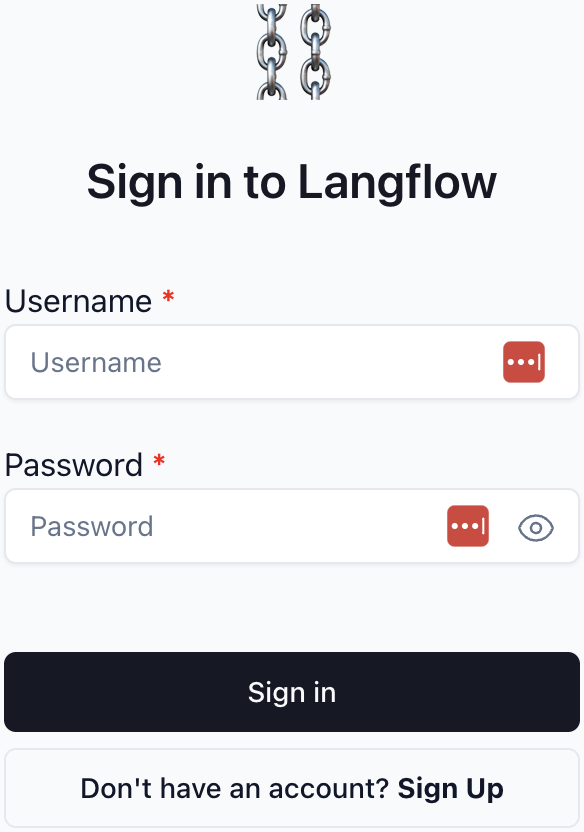 Sign in to Langflow
Username *
Username
Password *
Password
Sign in
Don't have an account? Sign Up